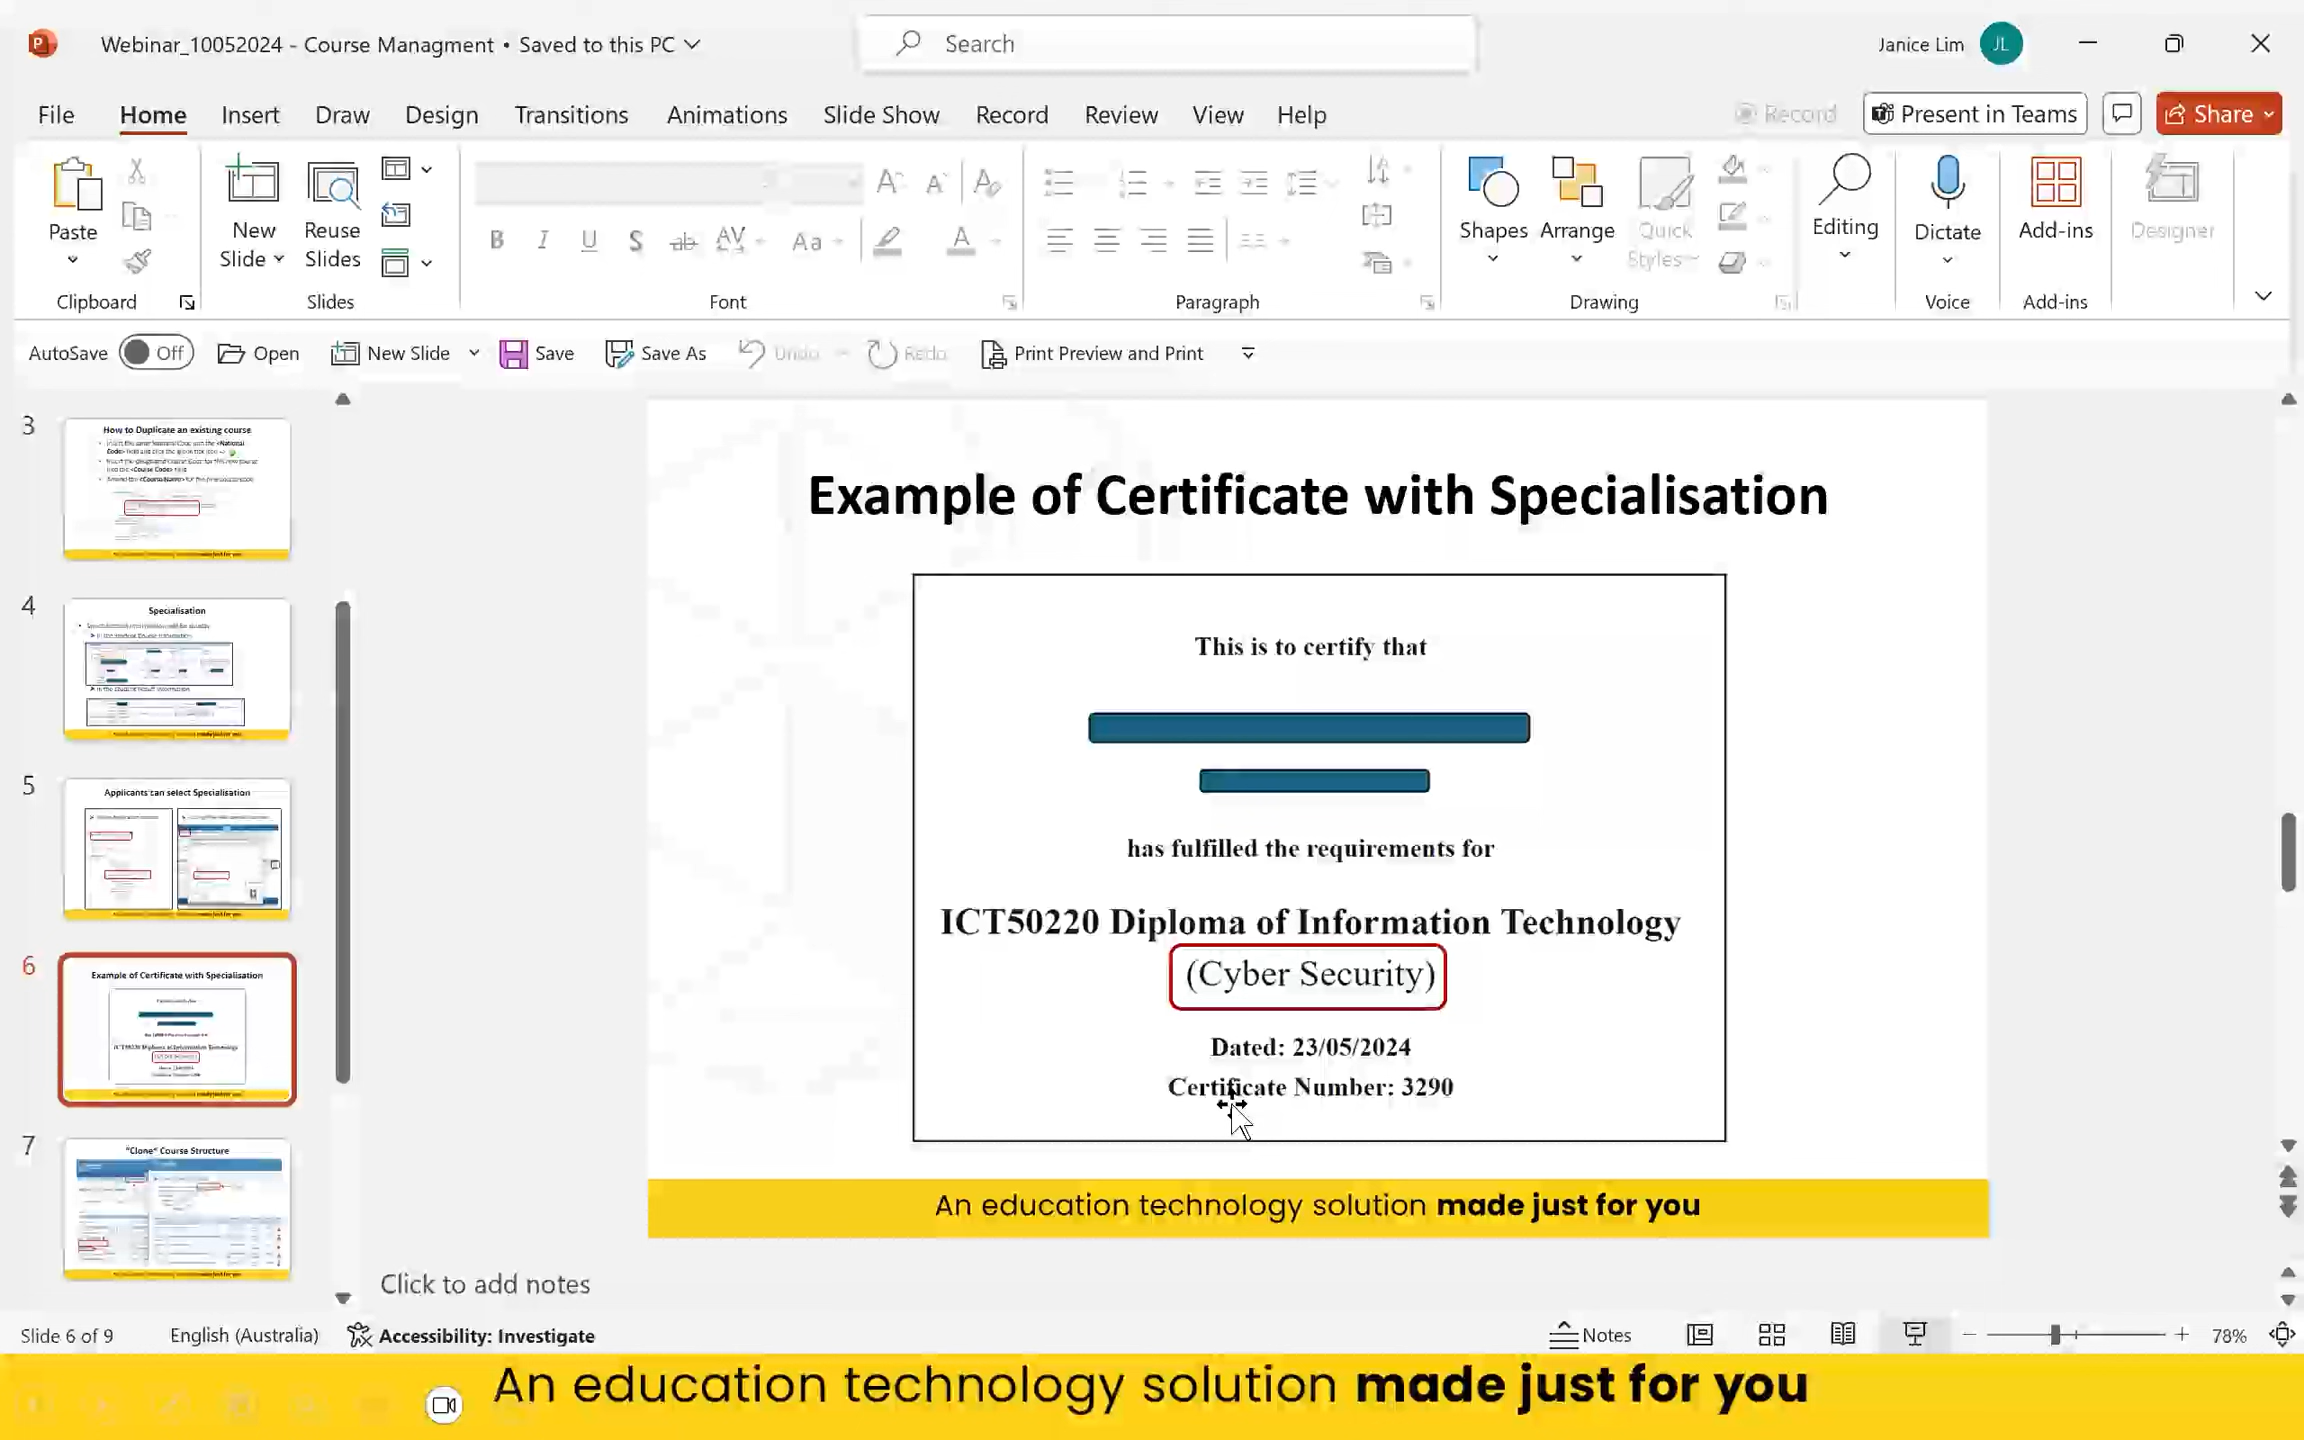 Webinar_10052024 - Course Managment • Saved to this PC
Search
Janice Lim JL
File Home Insert Draw Design Transitions Animations Slide Show Record Review View Help
Record Present in Teams Share
Paste
New Slide
Reuse Slides
Shapes Arrange Quick Styles
Editing
Dictate
Add-ins
Designer
Clipboard Slides Font Paragraph Drawing Voice Add-ins
AutoSave Off Open New Slide Save Save As Undo Redo Print Preview and Print
3
How to Duplicate an existing course
4
Specialisation
5
Applicants can select Specialisation
6
Example of Certificate with Specialisation
7
"Clone" Course Structure
Example of Certificate with Specialisation
This is to certify that
has fulfilled the requirements for
ICT50220 Diploma of Information Technology
(Cyber Security)
Dated: 23/05/2024
Certificate Number: 3290
An education technology solution made just for you
Click to add notes
Slide 6 of 9 English (Australia) Accessibility: Investigate Notes 78%
An education technology solution made just for you